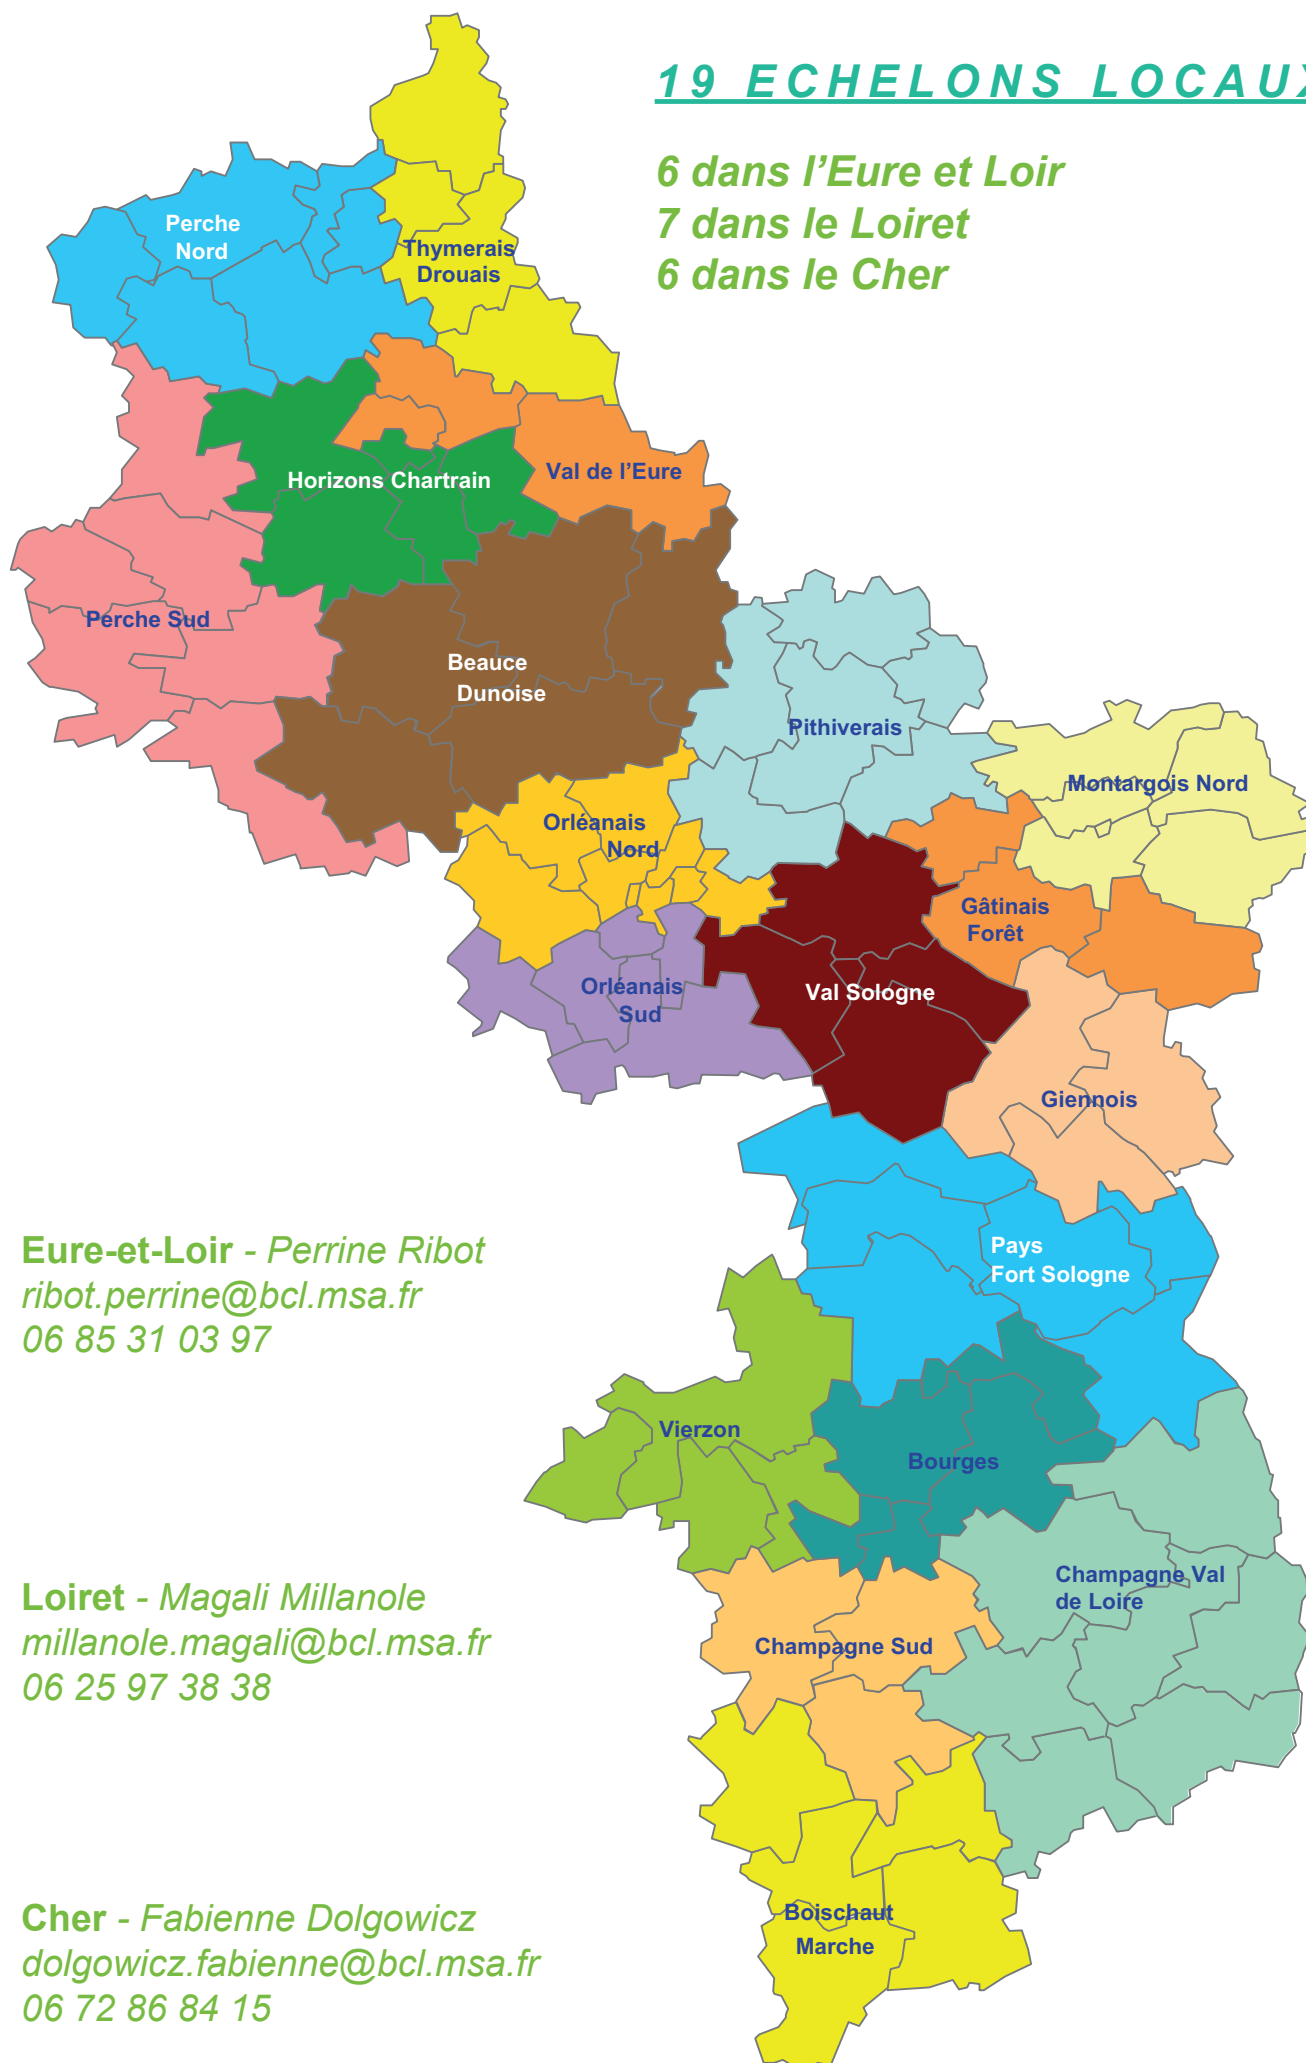 19 ECHELONS LOCAUX
6 dans l’Eure et Loir
7 dans le Loiret
6 dans le Cher
Perche
Nord
Thymerais
Drouais
Horizons Chartrain
Val de l’Eure
Perche Sud
Beauce
Dunoise
Pithiverais
Montargois Nord
Orléanais
Nord
Gâtinais
Forêt
Orléanais
Sud
Val Sologne
Giennois
Pays
Fort Sologne
Eure-et-Loir - Perrine Ribot
ribot.perrine@bcl.msa.fr
06 85 31 03 97
Vierzon
Bourges
Champagne Val
de Loire
Loiret - Magali Millanole
millanole.magali@bcl.msa.fr
06 25 97 38 38
Champagne Sud
Boischaut
Marche
Cher - Fabienne Dolgowicz
dolgowicz.fabienne@bcl.msa.fr
06 72 86 84 15